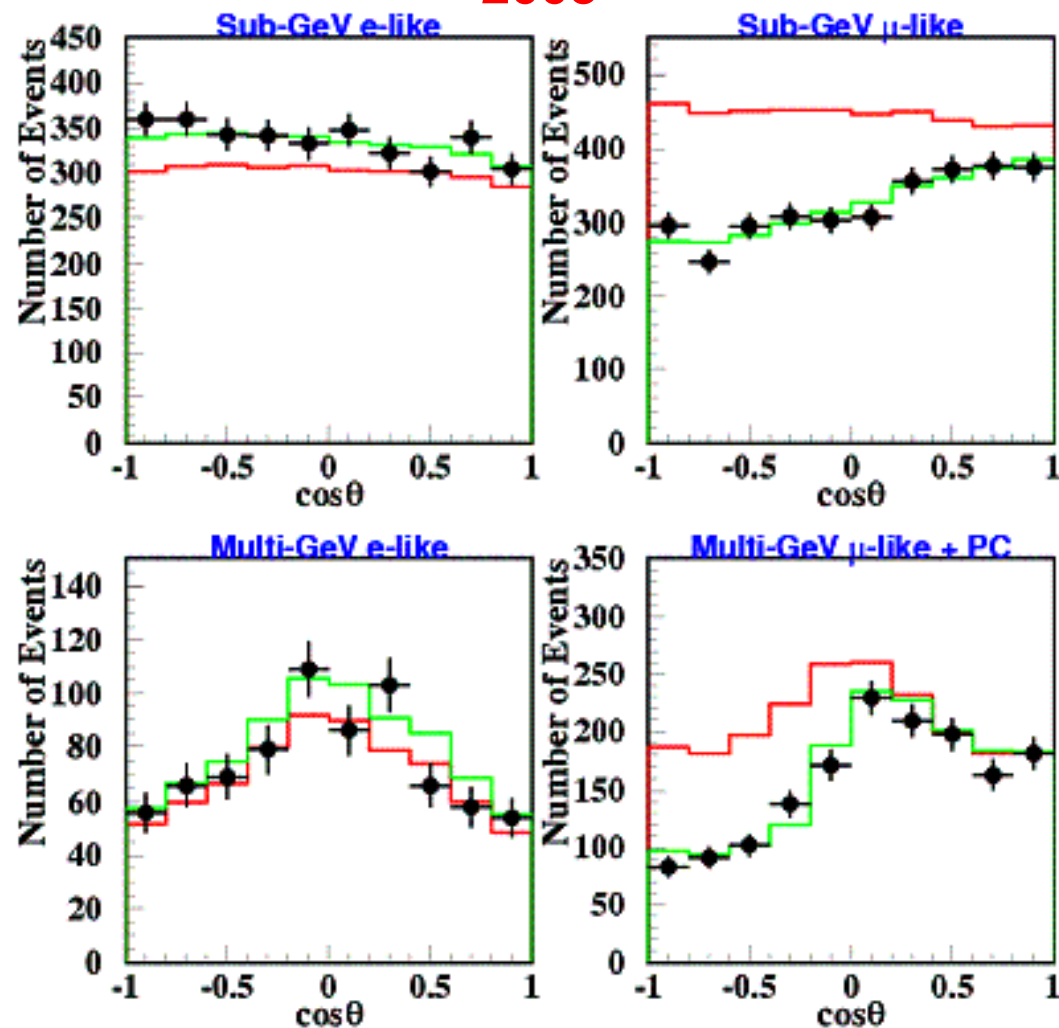 Sub-GeV e-like
Number of Events
450
400
350
300
250
200
150
100
50
0
-1 -0.5 0 0.5 1
cosθ
Sub-GeV μ-like
Number of Events
500
400
300
200
100
0
-1 -0.5 0 0.5 1
cosθ
Multi-GeV e-like
Number of Events
140
120
100
80
60
40
20
0
-1 -0.5 0 0.5 1
cosθ
Multi-GeV μ-like + PC
Number of Events
350
300
250
200
150
100
50
0
-1 -0.5 0 0.5 1
cosθ